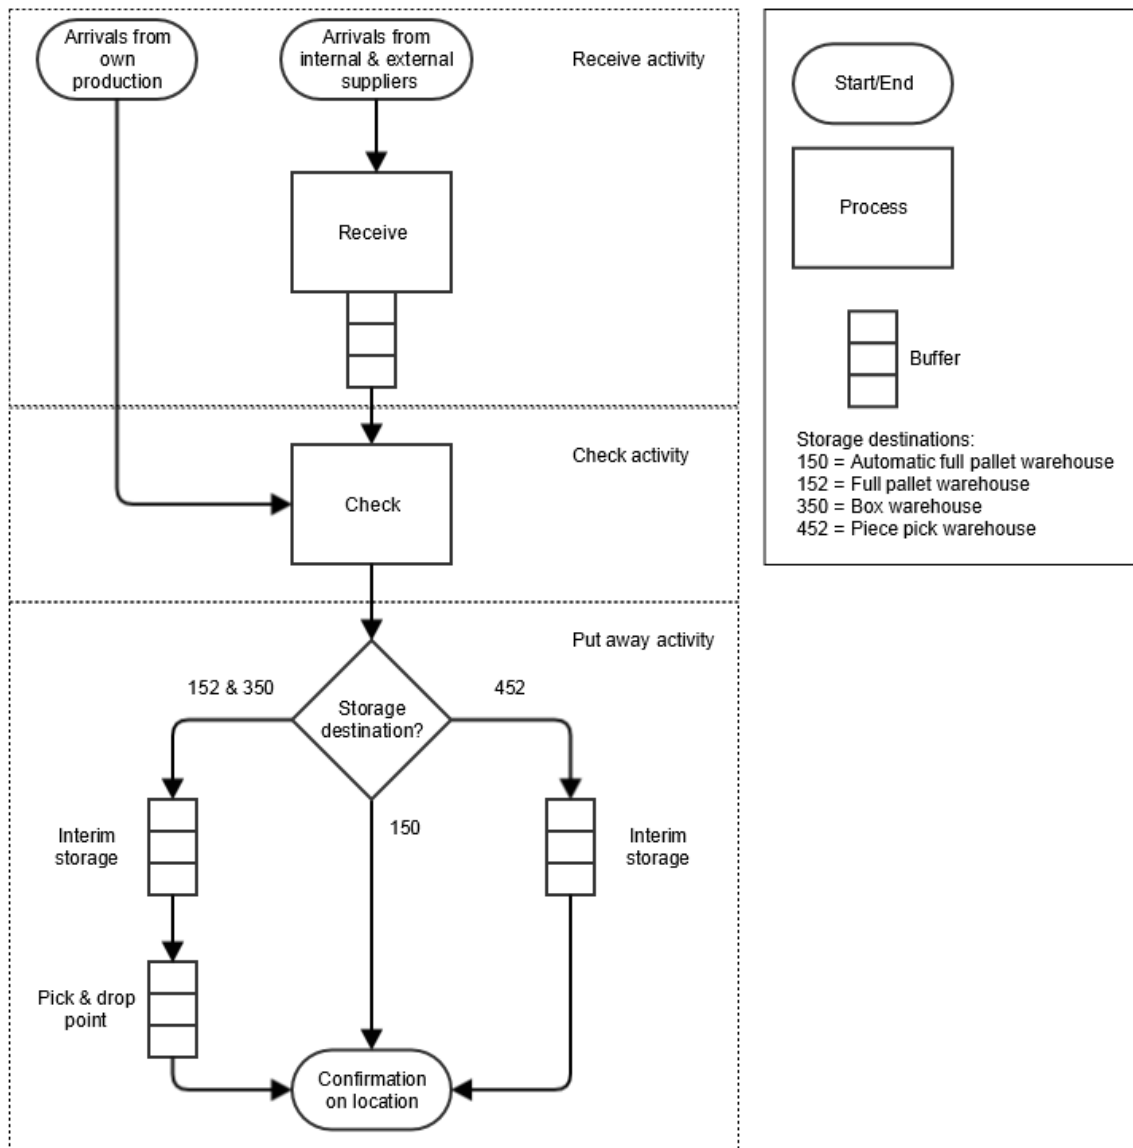 Arrivals from
own
production
Arrivals from
internal & external
suppliers
Receive activity
Receive
Check activity
Check
Put away activity
152 & 350
452
Storage
destination?
150
Interim
storage
Interim
storage
Pick & drop
point
Confirmation
on location
Start/End
Process
Buffer
Storage destinations:
150 = Automatic full pallet warehouse
152 = Full pallet warehouse
350 = Box warehouse
452 = Piece pick warehouse